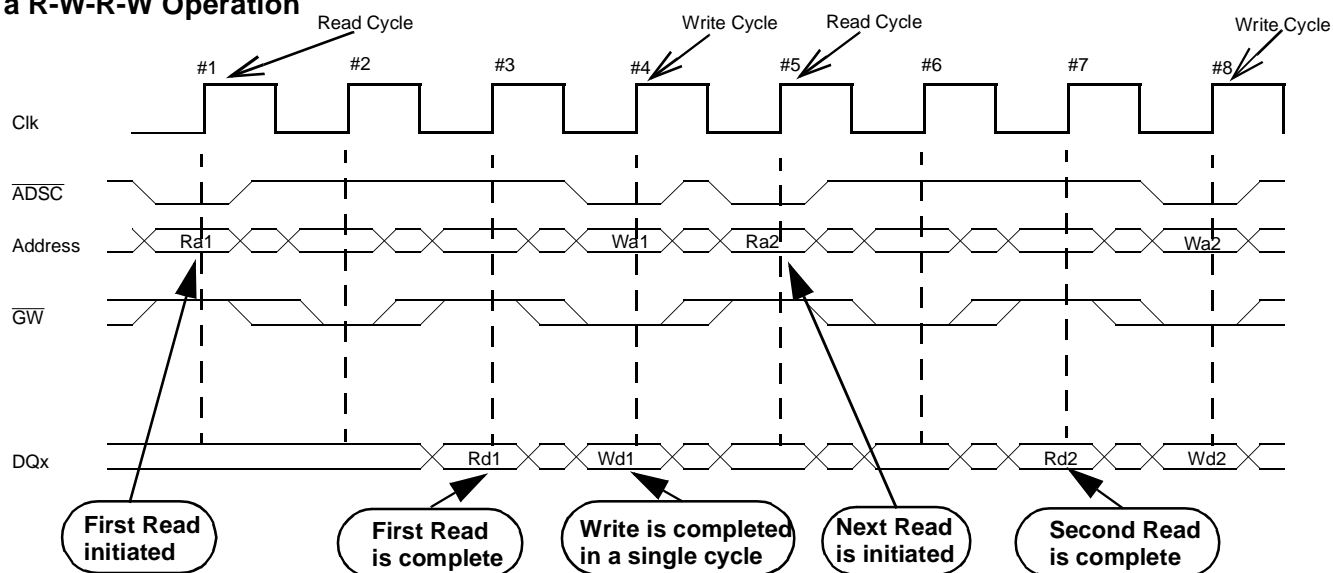 a R-W-R-W Operation
Read Cycle
Write Cycle
Read Cycle
Write Cycle
#1
#2
#3
#4
#5
#6
#7
#8
Clk
ADSC
Address
Ra1
Wa1
Ra2
Wa2
GW
DQx
Rd1
Wd1
Rd2
Wd2
First Read
initiated
First Read
is complete
Write is completed
in a single cycle
Next Read
is initiated
Second Read
is complete